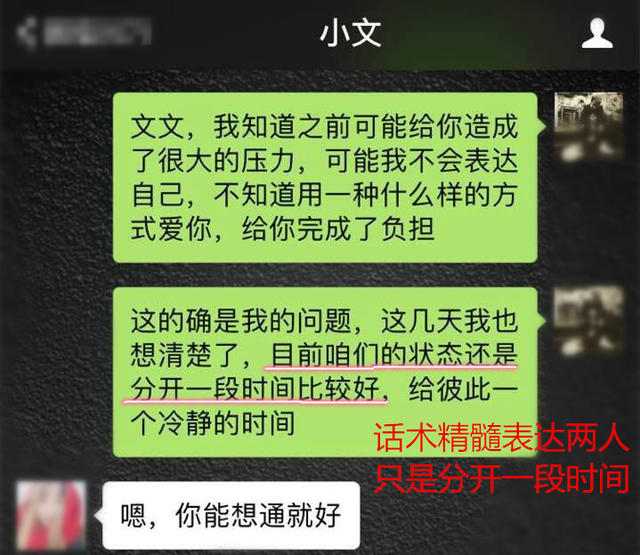 小文
文文，我知道之前可能给你造成
了很大的压力，可能我不会表达
自己，不知道用一种什么样的方
式爱你，给你完成了负担
这的确是我的问题，这几天我也
想清楚了，目前咱们的状态还是
分开一段时间比较好，给彼此一
个冷静的时间
话术精髓表达两人
只是分开一段时间
嗯，你能想通就好